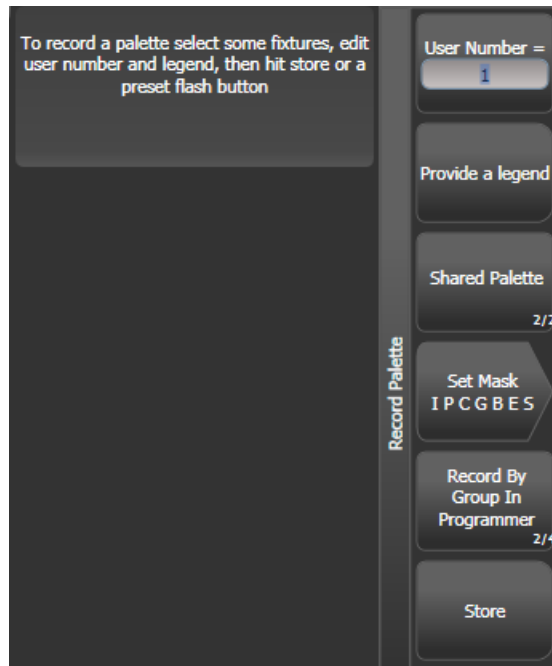 To record a palette select some fixtures, edit
user number and legend, then hit store or a
preset flash button
Record Palette
User Number =
1
Provide a legend
Shared Palette
2/2
Set Mask
I P C G B E S
Record By
Group In
Programmer
2/4
Store